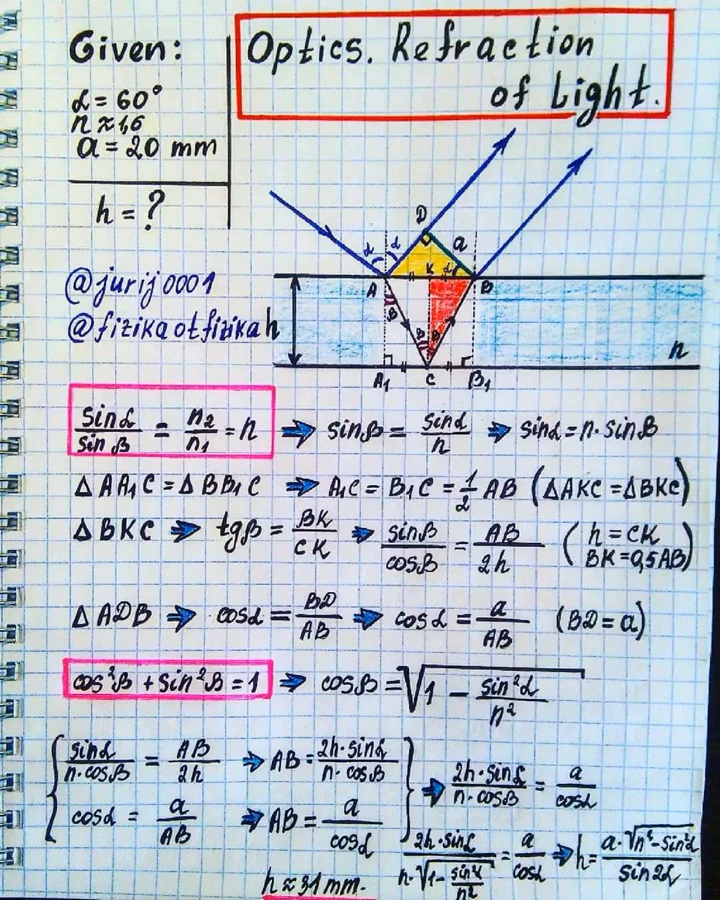 Given:
α = 60°
n ≈ 1,6
a = 20 mm
h = ?
Optics. Refraction
of Light.
@jurij0001
@fizikaotfizikah
D
α α a
A K α B
β
β β
h
n
A₁ C B₁
sinα/sinβ = n₂/n₁ = n ⇒ sinβ = sinα/n ⇒ sinα = n·sinβ
Δ AA₁C = Δ BB₁C ⇒ A₁C = B₁C = 1/2 AB (ΔAKC = ΔBKC)
Δ BKC ⇒ tgβ = BK/CK ⇒ sinβ/cosβ = AB/2h (h = CK BK = 0,5AB)
Δ ADB ⇒ cosα = BD/AB ⇒ cosα = a/AB (BD = a)
cos²β + sin²β = 1 ⇒ cosβ = √(1 − sin²α/n²)
{ sinα/n·cosβ = AB/2h ⇒ AB = 2h·sinα/n·cosβ
cosα = a/AB ⇒ AB = a/cosα } ⇒ 2h·sinα/n·cosβ = a/cosα
2h·sinα/n·√(1−sin²α/n²) = a/cosα ⇒ h = a·√(n²−sin²α)/sin2α
h ≈ 31 mm.